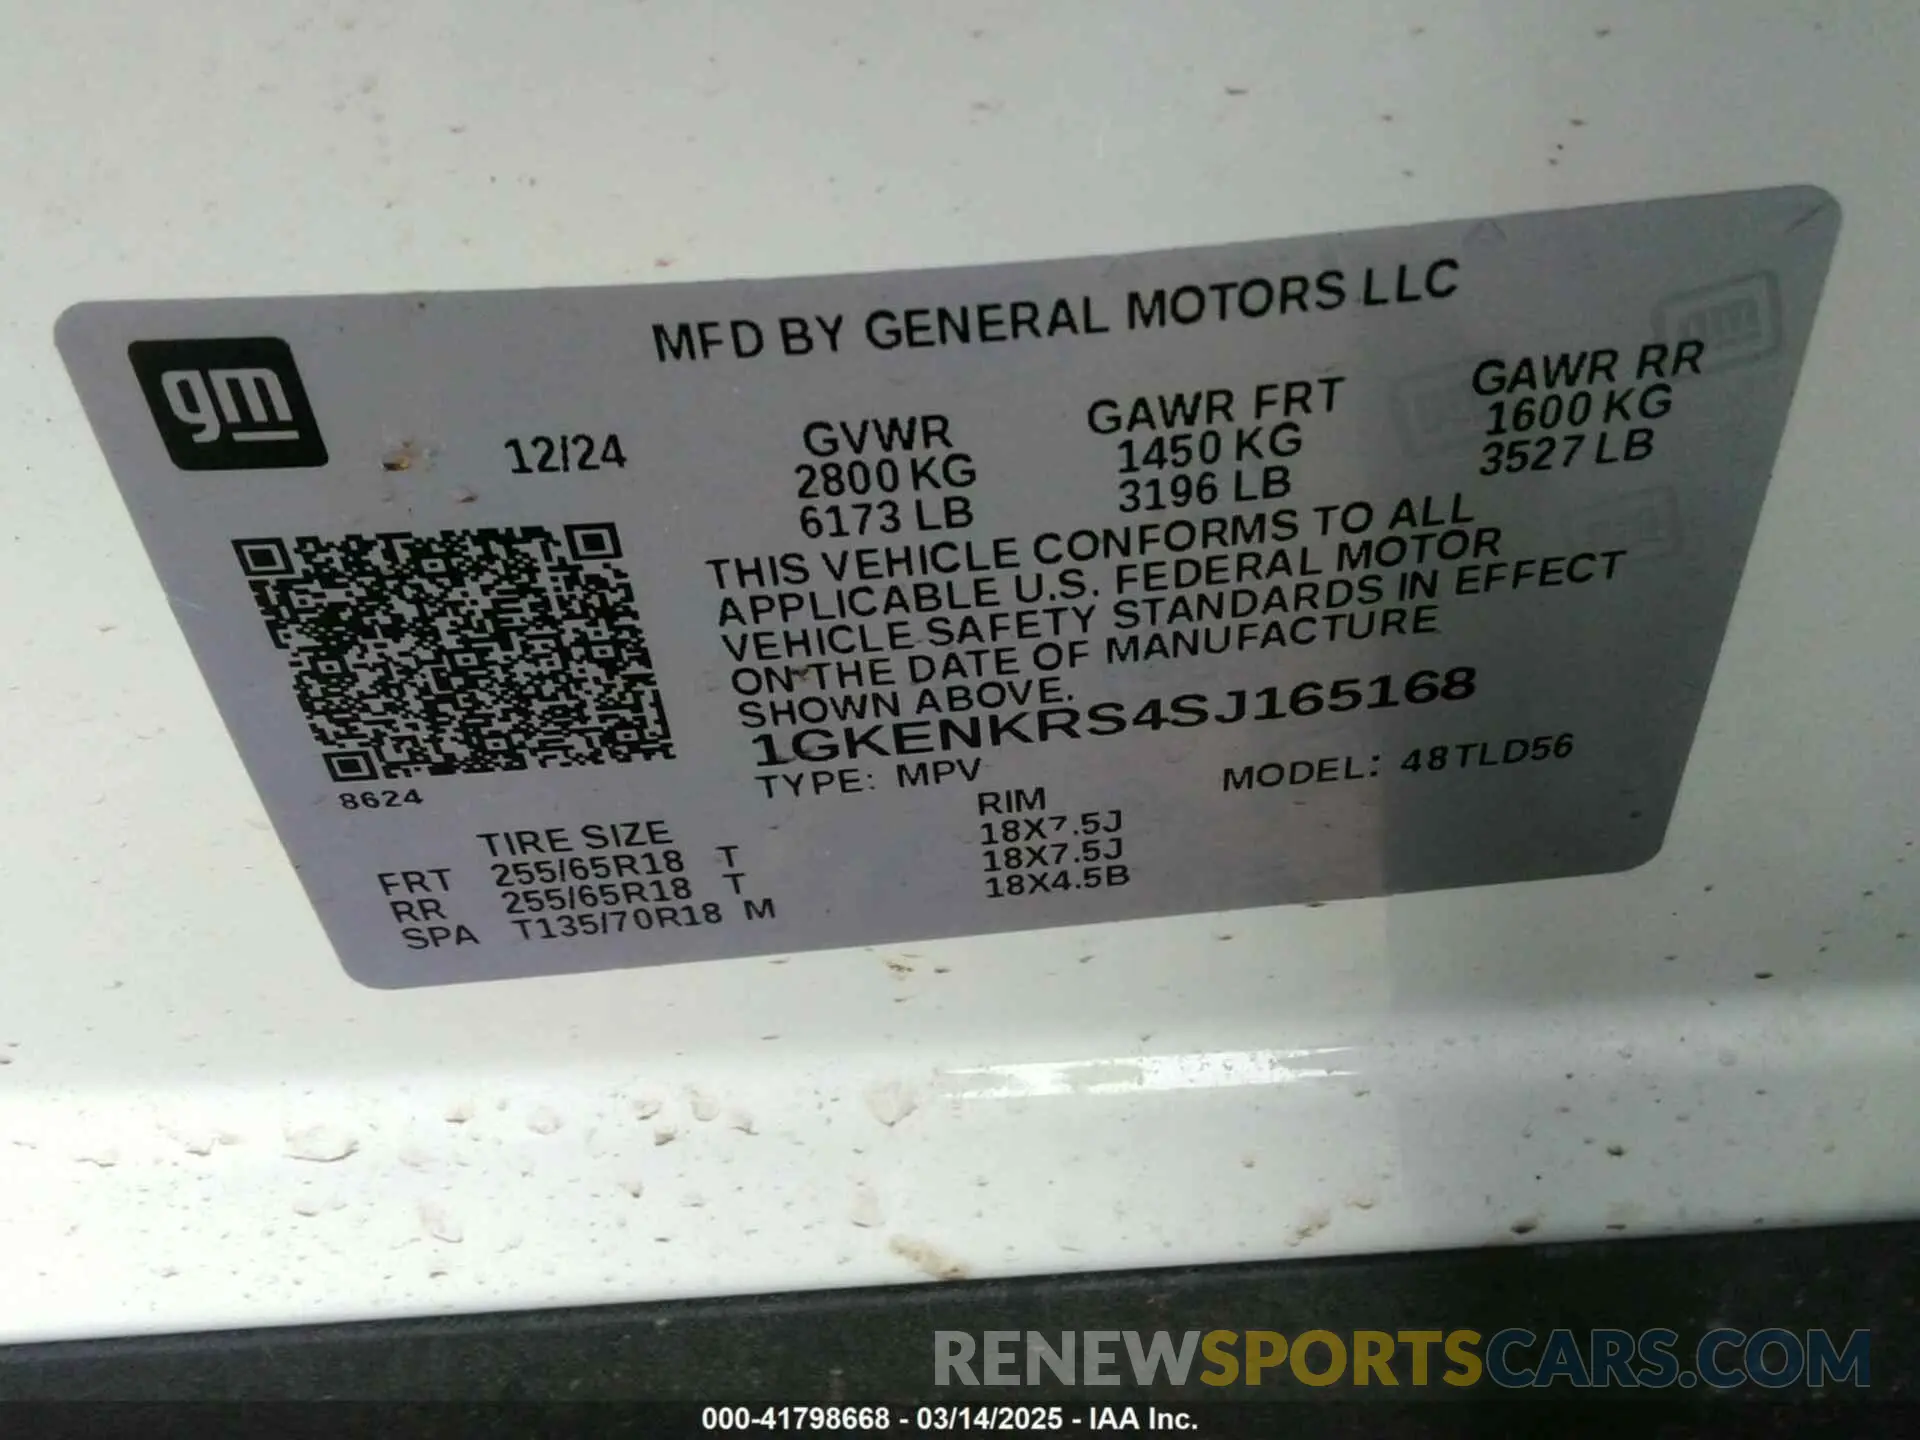 MFD BY GENERAL MOTORS LLC
gm
12/24
GVWR GAWR FRT GAWR RR
2800 KG 1450 KG 1600 KG
6173 LB 3196 LB 3527 LB
THIS VEHICLE CONFORMS TO ALL
APPLICABLE U.S. FEDERAL MOTOR
VEHICLE SAFETY STANDARDS IN EFFECT
ON THE DATE OF MANUFACTURE
SHOWN ABOVE.
1GKENKRS4SJ165168
TYPE: MPV MODEL: 48TLD56
8624
TIRE SIZE RIM
FRT 255/65R18 T 18X7.5J
RR 255/65R18 T 18X7.5J
SPA T135/70R18 M 18X4.5B
RENEWSPORTSCARS.COM
000-41798668 - 03/14/2025 - IAA Inc.